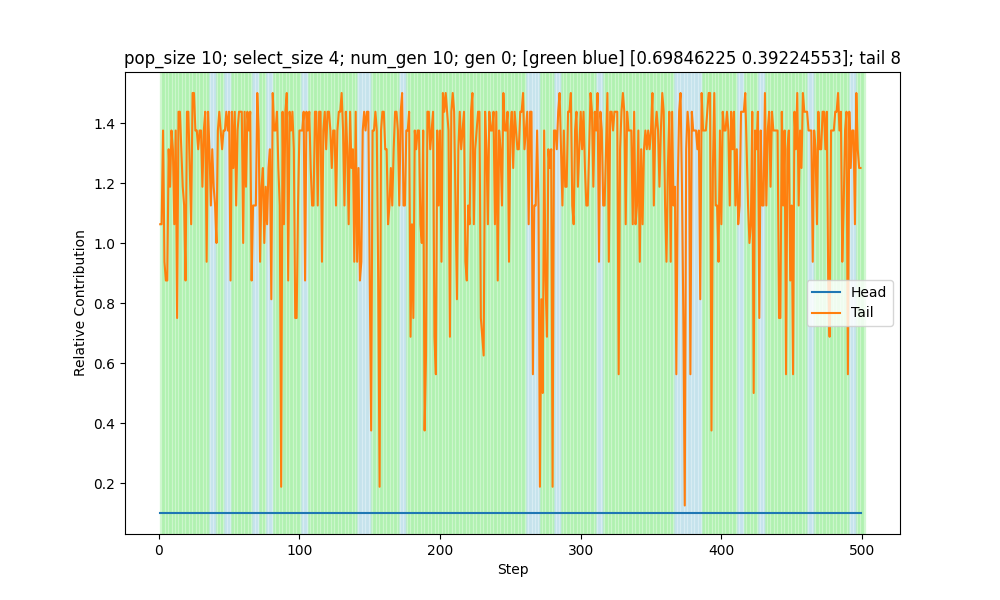 pop_size 10; select_size 4; num_gen 10; gen 0; [green blue] [0.69846225 0.39224553]; tail 8
1.4
1.2
1.0
0.8
0.6
0.4
0.2
Relative Contribution
Head
Tail
0 100 200 300 400 500
Step